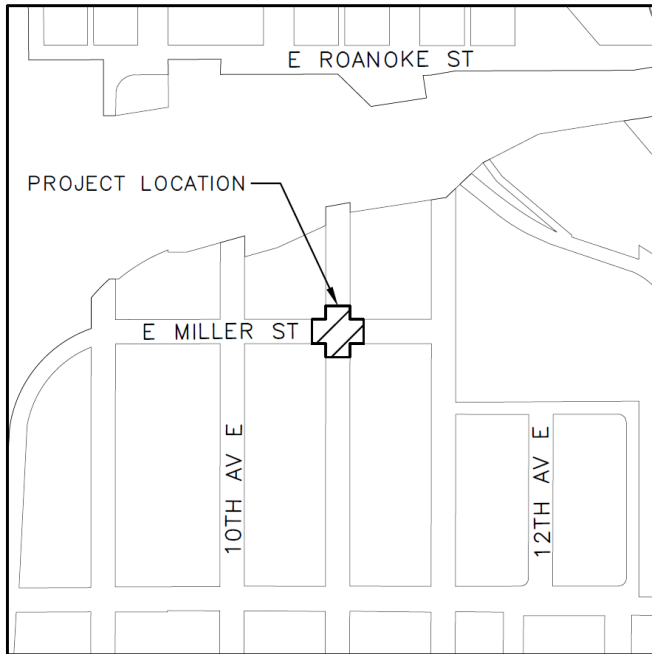 E ROANOKE ST
PROJECT LOCATION
E MILLER ST
10TH AV E
12TH AV E